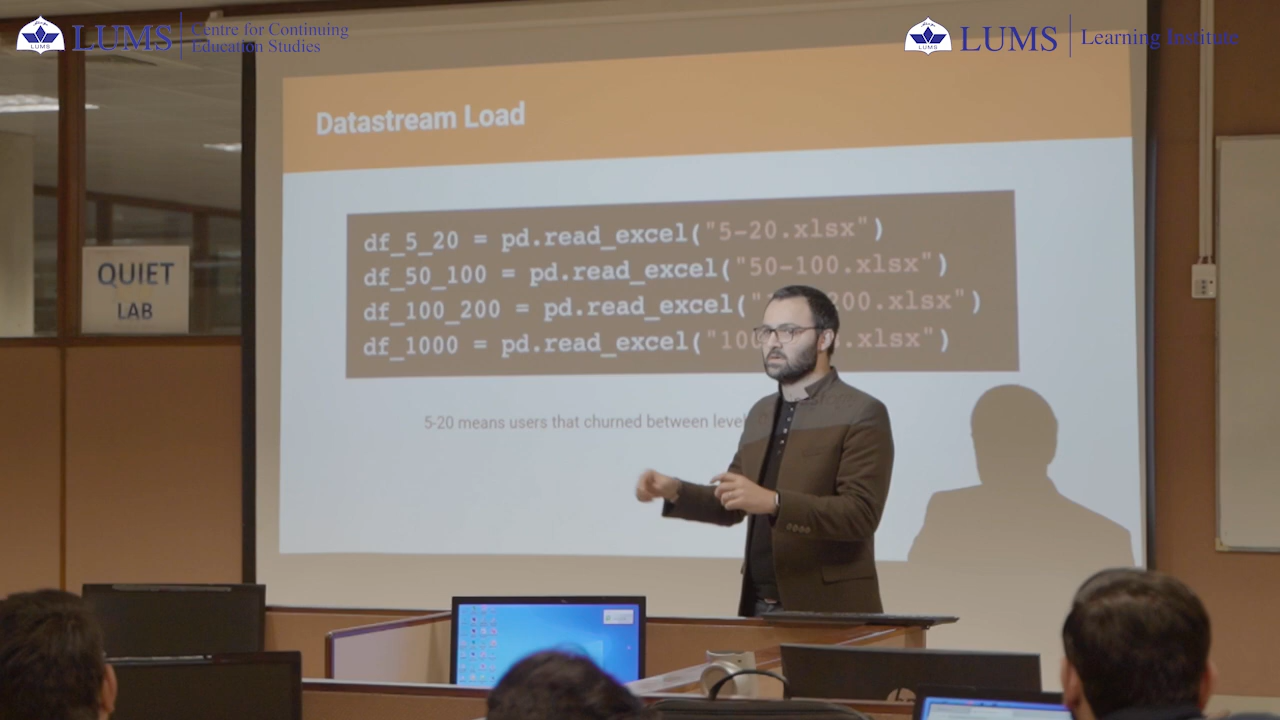 LUMS Centre for Continuing
Education Studies
LUMS
LUMS Learning Institute
LUMS
Datastream Load
df_5_20 = pd.read_excel("5-20.xlsx")
df_50_100 = pd.read_excel("50-100.xlsx")
df_100_200 = pd.read_excel(" 200.xlsx")
df_1000 = pd.read_excel("100 .xlsx")
5-20 means users that churned between
QUIET
LAB
hp